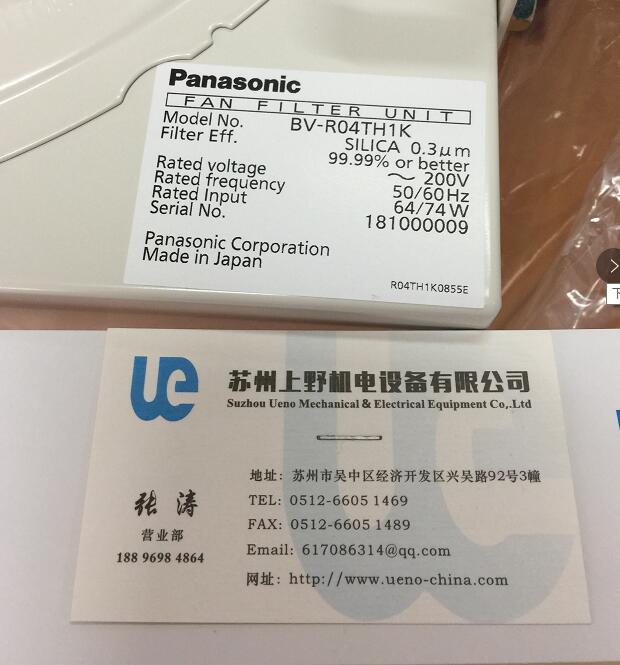 Panasonic
FAN FILTER UNIT
Model No. BV-R04TH1K
Filter Eff. SILICA 0.3μm
99.99% or better
Rated voltage ～ 200V
Rated frequency 50/60Hz
Rated Input 64/74W
Serial No. 181000009
Panasonic Corporation
Made in Japan
R04TH1K0855E
下
ue
苏州上野机电设备有限公司
Suzhou Ueno Mechanical & Electrical Equipment Co,.Ltd
地址: 苏州市吴中区经济开发区兴吴路92号3幢
TEL: 0512-6605 1469
FAX: 0512-6605 1489
Email: 617086314@qq.com
网址: http://www.ueno-china.com
张 涛
营业部
188 9698 4864